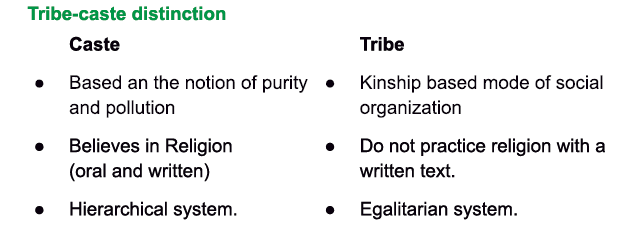 Tribe-caste distinction
Caste
● Based an the notion of purity
and pollution
● Believes in Religion
(oral and written)
● Hierarchical system.
Tribe
● Kinship based mode of social
organization
● Do not practice religion with a
written text.
● Egalitarian system.